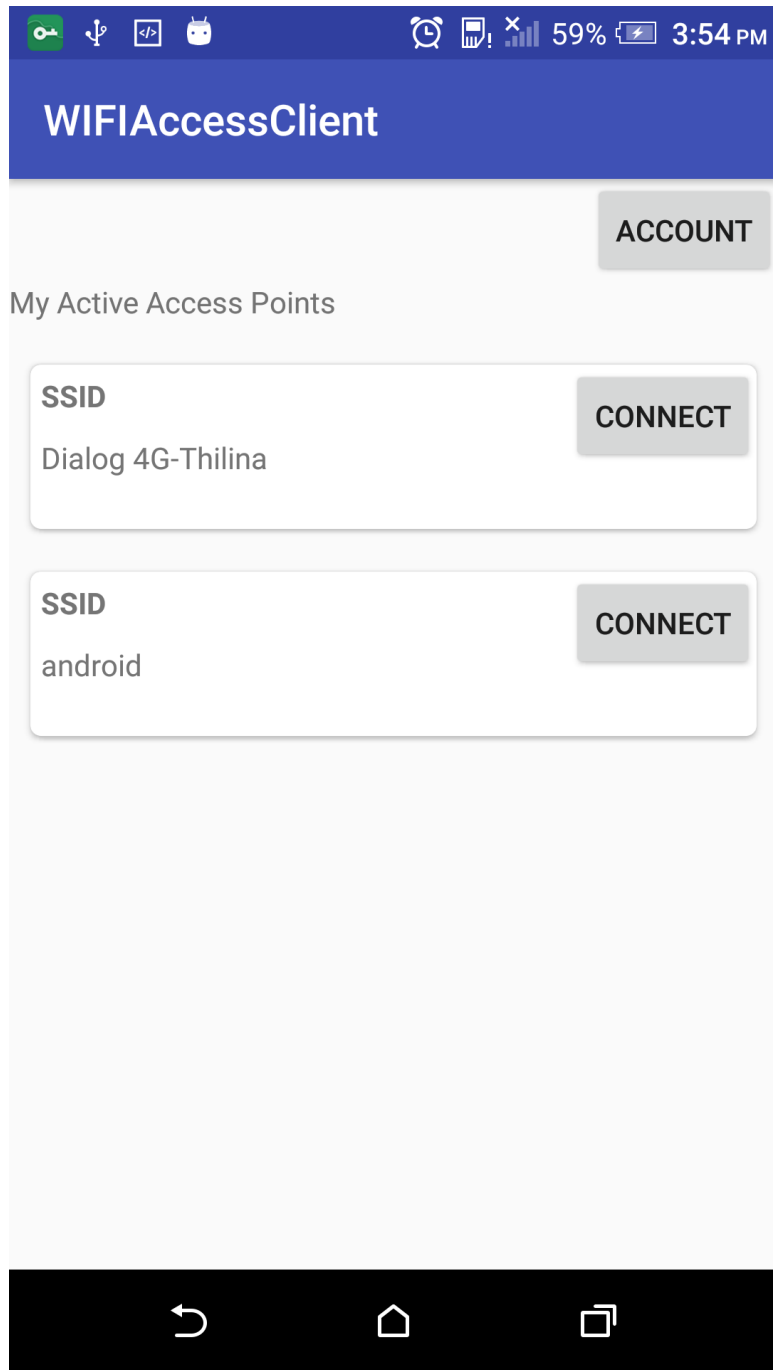 59% 3:54 PM
WIFIAccessClient
ACCOUNT
My Active Access Points
SSID
CONNECT
Dialog 4G-Thilina
SSID
CONNECT
android